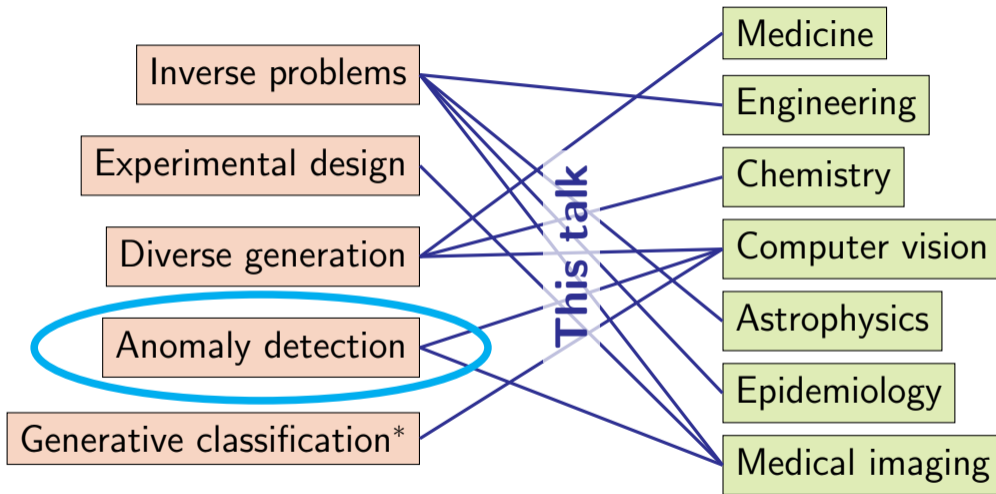 Inverse problems
Experimental design
Diverse generation
Anomaly detection
Generative classification*
This talk
Medicine
Engineering
Chemistry
Computer vision
Astrophysics
Epidemiology
Medical imaging